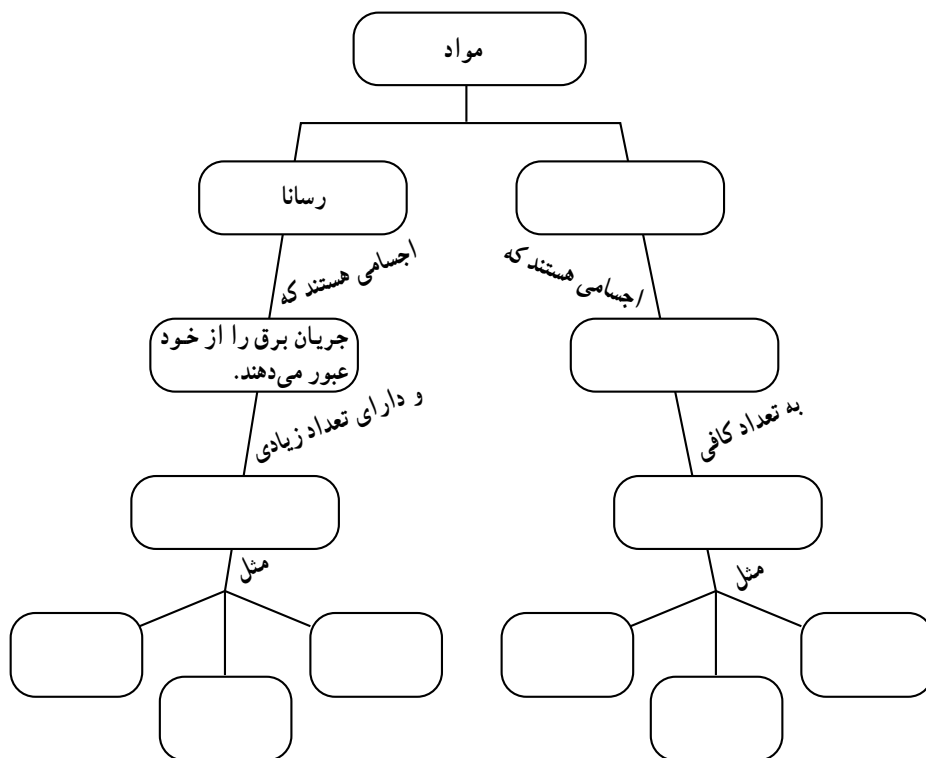 مواد
رسانا
اجسامی هستند که
اجسامی هستند که
جریان برق را از خود
عبور می‌دهند.
و دارای تعداد زیادی
به تعداد کافی
مثل
مثل